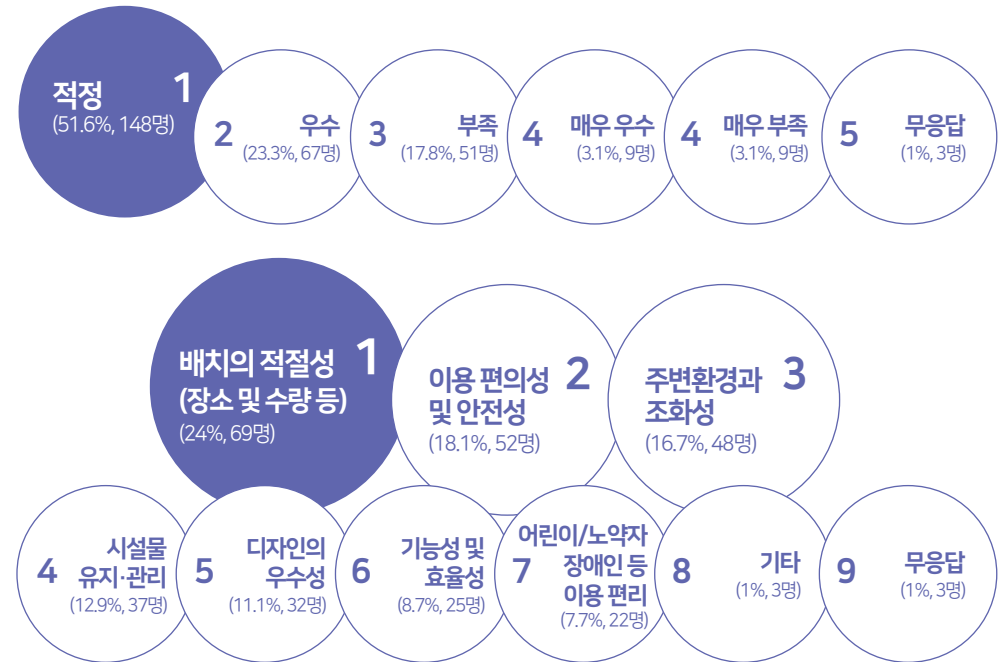 적정 1
(51.6%, 148명)
2 우수
(23.3%, 67명)
3 부족
(17.8%, 51명)
4 매우 우수
(3.1%, 9명)
4 매우 부족
(3.1%, 9명)
5 무응답
(1%, 3명)
배치의 적절성 1
(장소 및 수량 등)
(24%, 69명)
이용 편의성 2
및 안전성
(18.1%, 52명)
주변환경과 3
조화성
(16.7%, 48명)
4 시설물
유지·관리
(12.9%, 37명)
5 디자인의
우수성
(11.1%, 32명)
6 기능성 및
효율성
(8.7%, 25명)
7 어린이/노약자
장애인 등
이용 편리
(7.7%, 22명)
8 기타
(1%, 3명)
9 무응답
(1%, 3명)